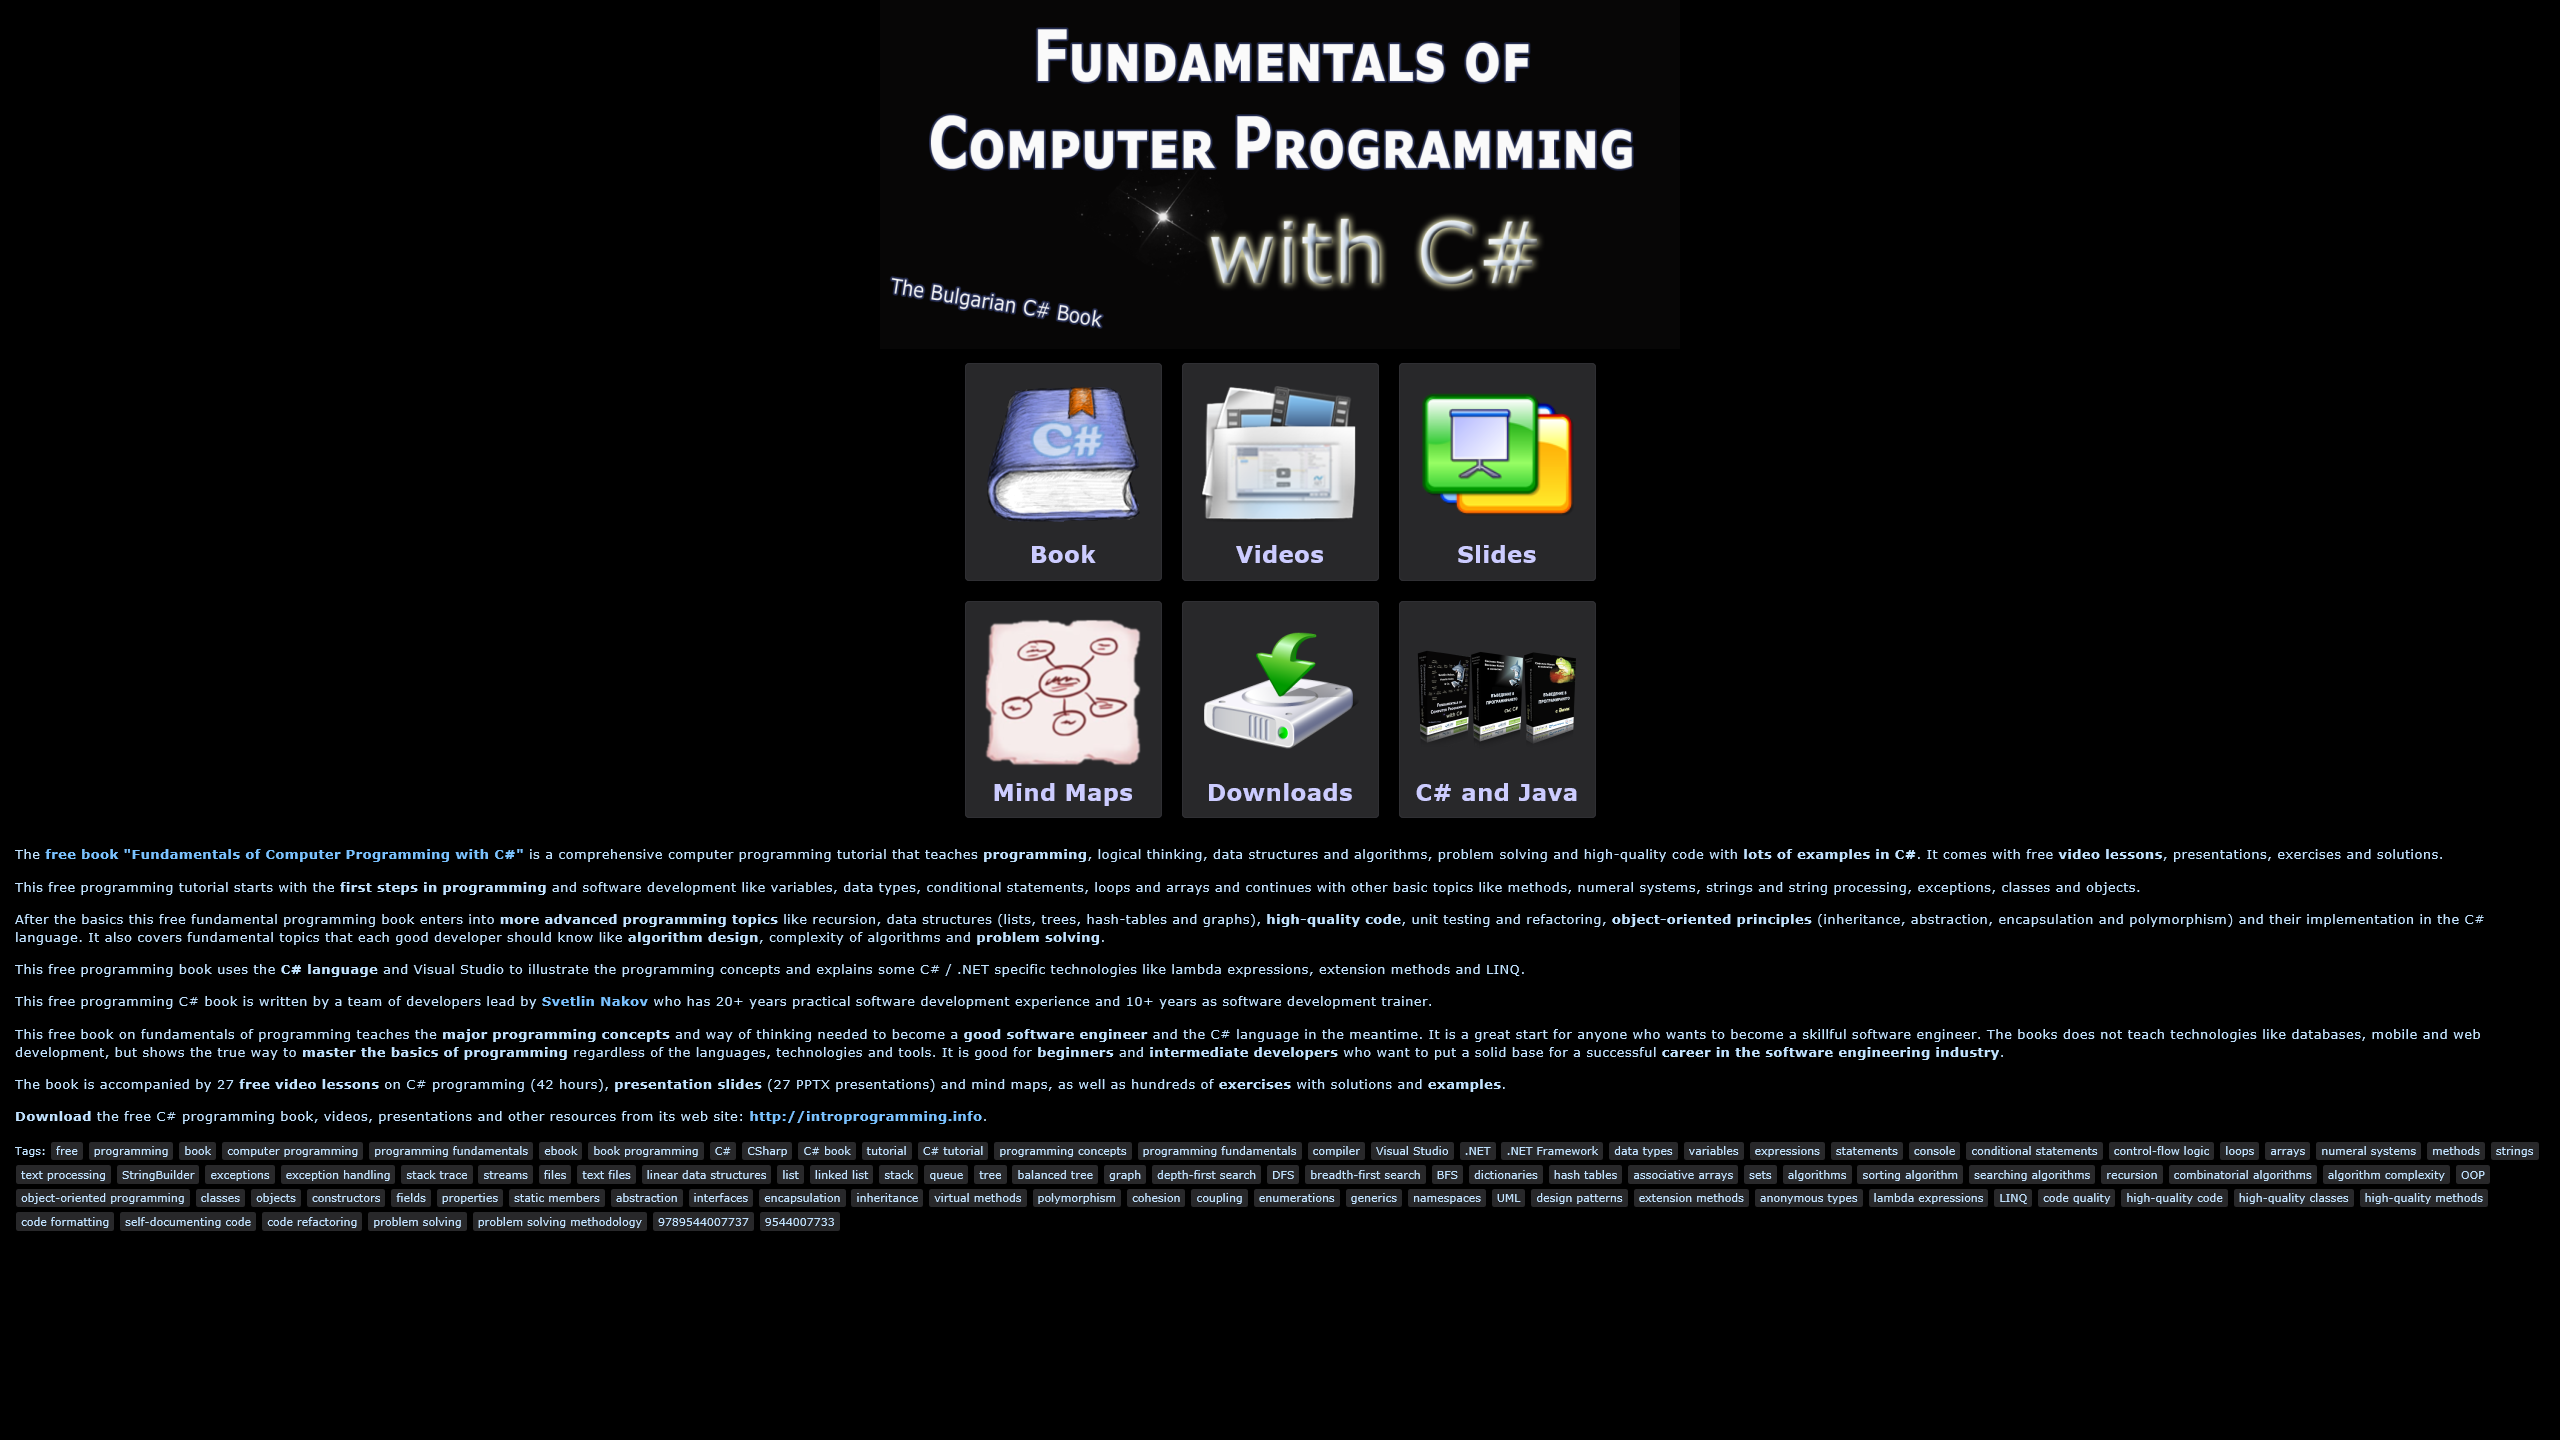 FUNDAMENTALS OF
COMPUTER PROGRAMMING
with C#
The Bulgarian C# Book
C#
Book
Videos
Slides
Mind Maps
Downloads
C# and Java
The free book "Fundamentals of Computer Programming with C#" is a comprehensive computer programming tutorial that teaches programming, logical thinking, data structures and algorithms, problem solving and high-quality code with lots of examples in C#. It comes with free video lessons, presentations, exercises and solutions.
This free programming tutorial starts with the first steps in programming and software development like variables, data types, conditional statements, loops and arrays and continues with other basic topics like methods, numeral systems, strings and string processing, exceptions, classes and objects.
After the basics this free fundamental programming book enters into more advanced programming topics like recursion, data structures (lists, trees, hash-tables and graphs), high-quality code, unit testing and refactoring, object-oriented principles (inheritance, abstraction, encapsulation and polymorphism) and their implementation in the C#
language. It also covers fundamental topics that each good developer should know like algorithm design, complexity of algorithms and problem solving.
This free programming book uses the C# language and Visual Studio to illustrate the programming concepts and explains some C# / .NET specific technologies like lambda expressions, extension methods and LINQ.
This free programming C# book is written by a team of developers lead by Svetlin Nakov who has 20+ years practical software development experience and 10+ years as software development trainer.
This free book on fundamentals of programming teaches the major programming concepts and way of thinking needed to become a good software engineer and the C# language in the meantime. It is a great start for anyone who wants to become a skillful software engineer. The books does not teach technologies like databases, mobile and web
development, but shows the true way to master the basics of programming regardless of the languages, technologies and tools. It is good for beginners and intermediate developers who want to put a solid base for a successful career in the software engineering industry.
The book is accompanied by 27 free video lessons on C# programming (42 hours), presentation slides (27 PPTX presentations) and mind maps, as well as hundreds of exercises with solutions and examples.
Download the free C# programming book, videos, presentations and other resources from its web site: http://introprogramming.info.
Tags: free programming book computer programming programming fundamentals ebook book programming C# CSharp C# book tutorial C# tutorial programming concepts programming fundamentals compiler Visual Studio .NET .NET Framework data types variables expressions statements console conditional statements control-flow logic loops arrays numeral systems methods strings
text processing StringBuilder exceptions exception handling stack trace streams files text files linear data structures list linked list stack queue tree balanced tree graph depth-first search DFS breadth-first search BFS dictionaries hash tables associative arrays sets algorithms sorting algorithm searching algorithms recursion combinatorial algorithms algorithm complexity OOP
object-oriented programming classes objects constructors fields properties static members abstraction interfaces encapsulation inheritance virtual methods polymorphism cohesion coupling enumerations generics namespaces UML design patterns extension methods anonymous types lambda expressions LINQ code quality high-quality code high-quality classes high-quality methods
code formatting self-documenting code code refactoring problem solving problem solving methodology 9789544007737 9544007733